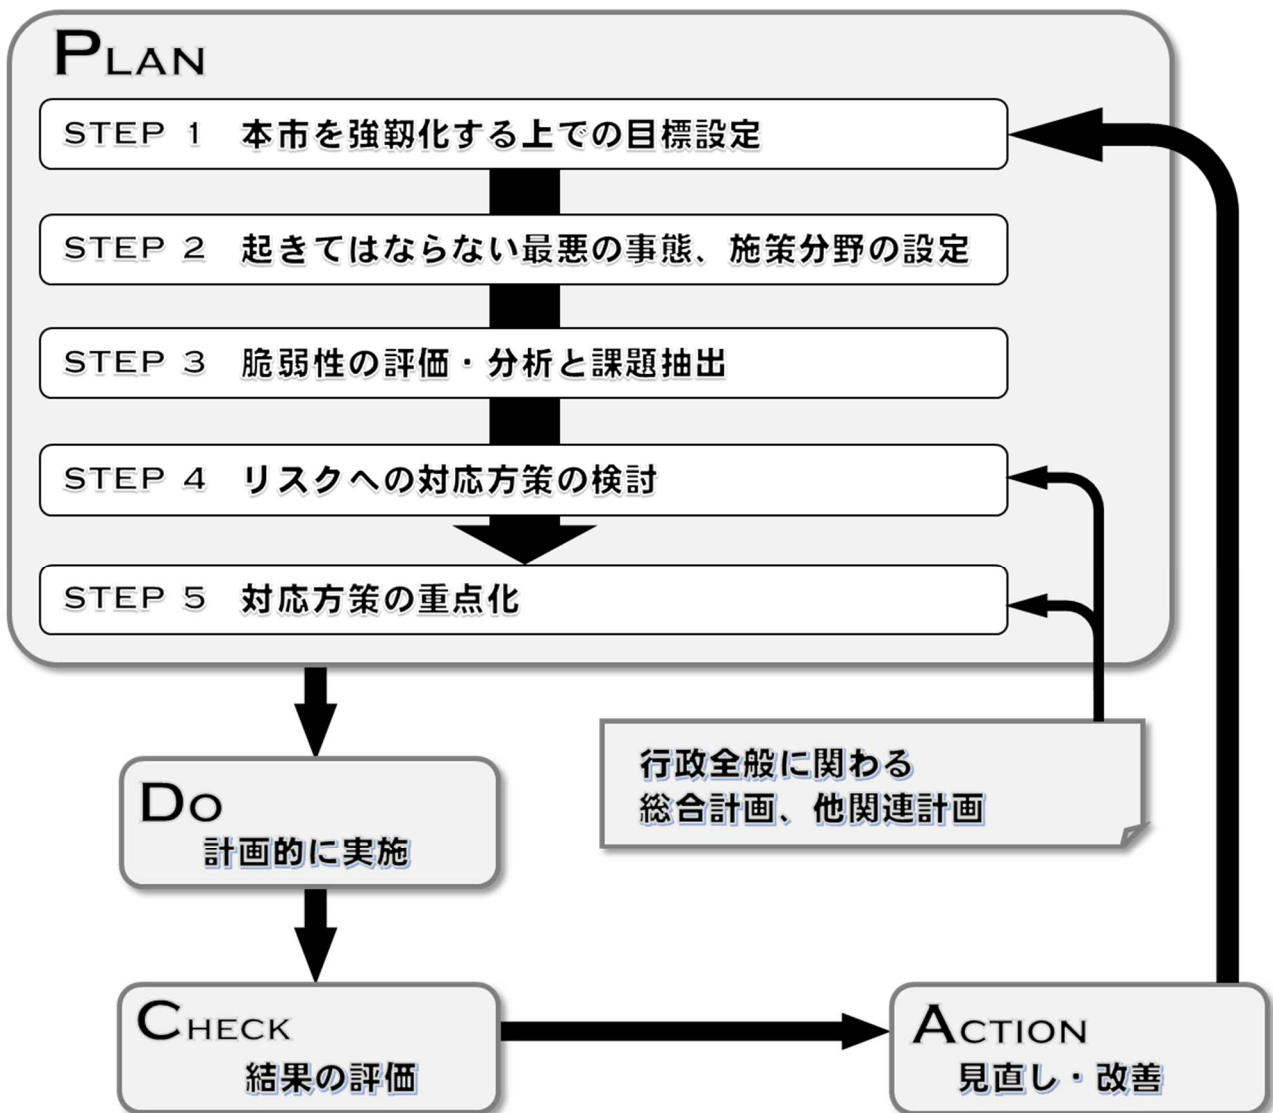 PLAN
STEP 1 本市を強靱化する上での目標設定
STEP 2 起きてはならない最悪の事態、施策分野の設定
STEP 3 脆弱性の評価・分析と課題抽出
STEP 4 リスクへの対応方策の検討
STEP 5 対応方策の重点化
行政全般に関わる
総合計画、他関連計画
DO
計画的に実施
CHECK
結果の評価
ACTION
見直し・改善